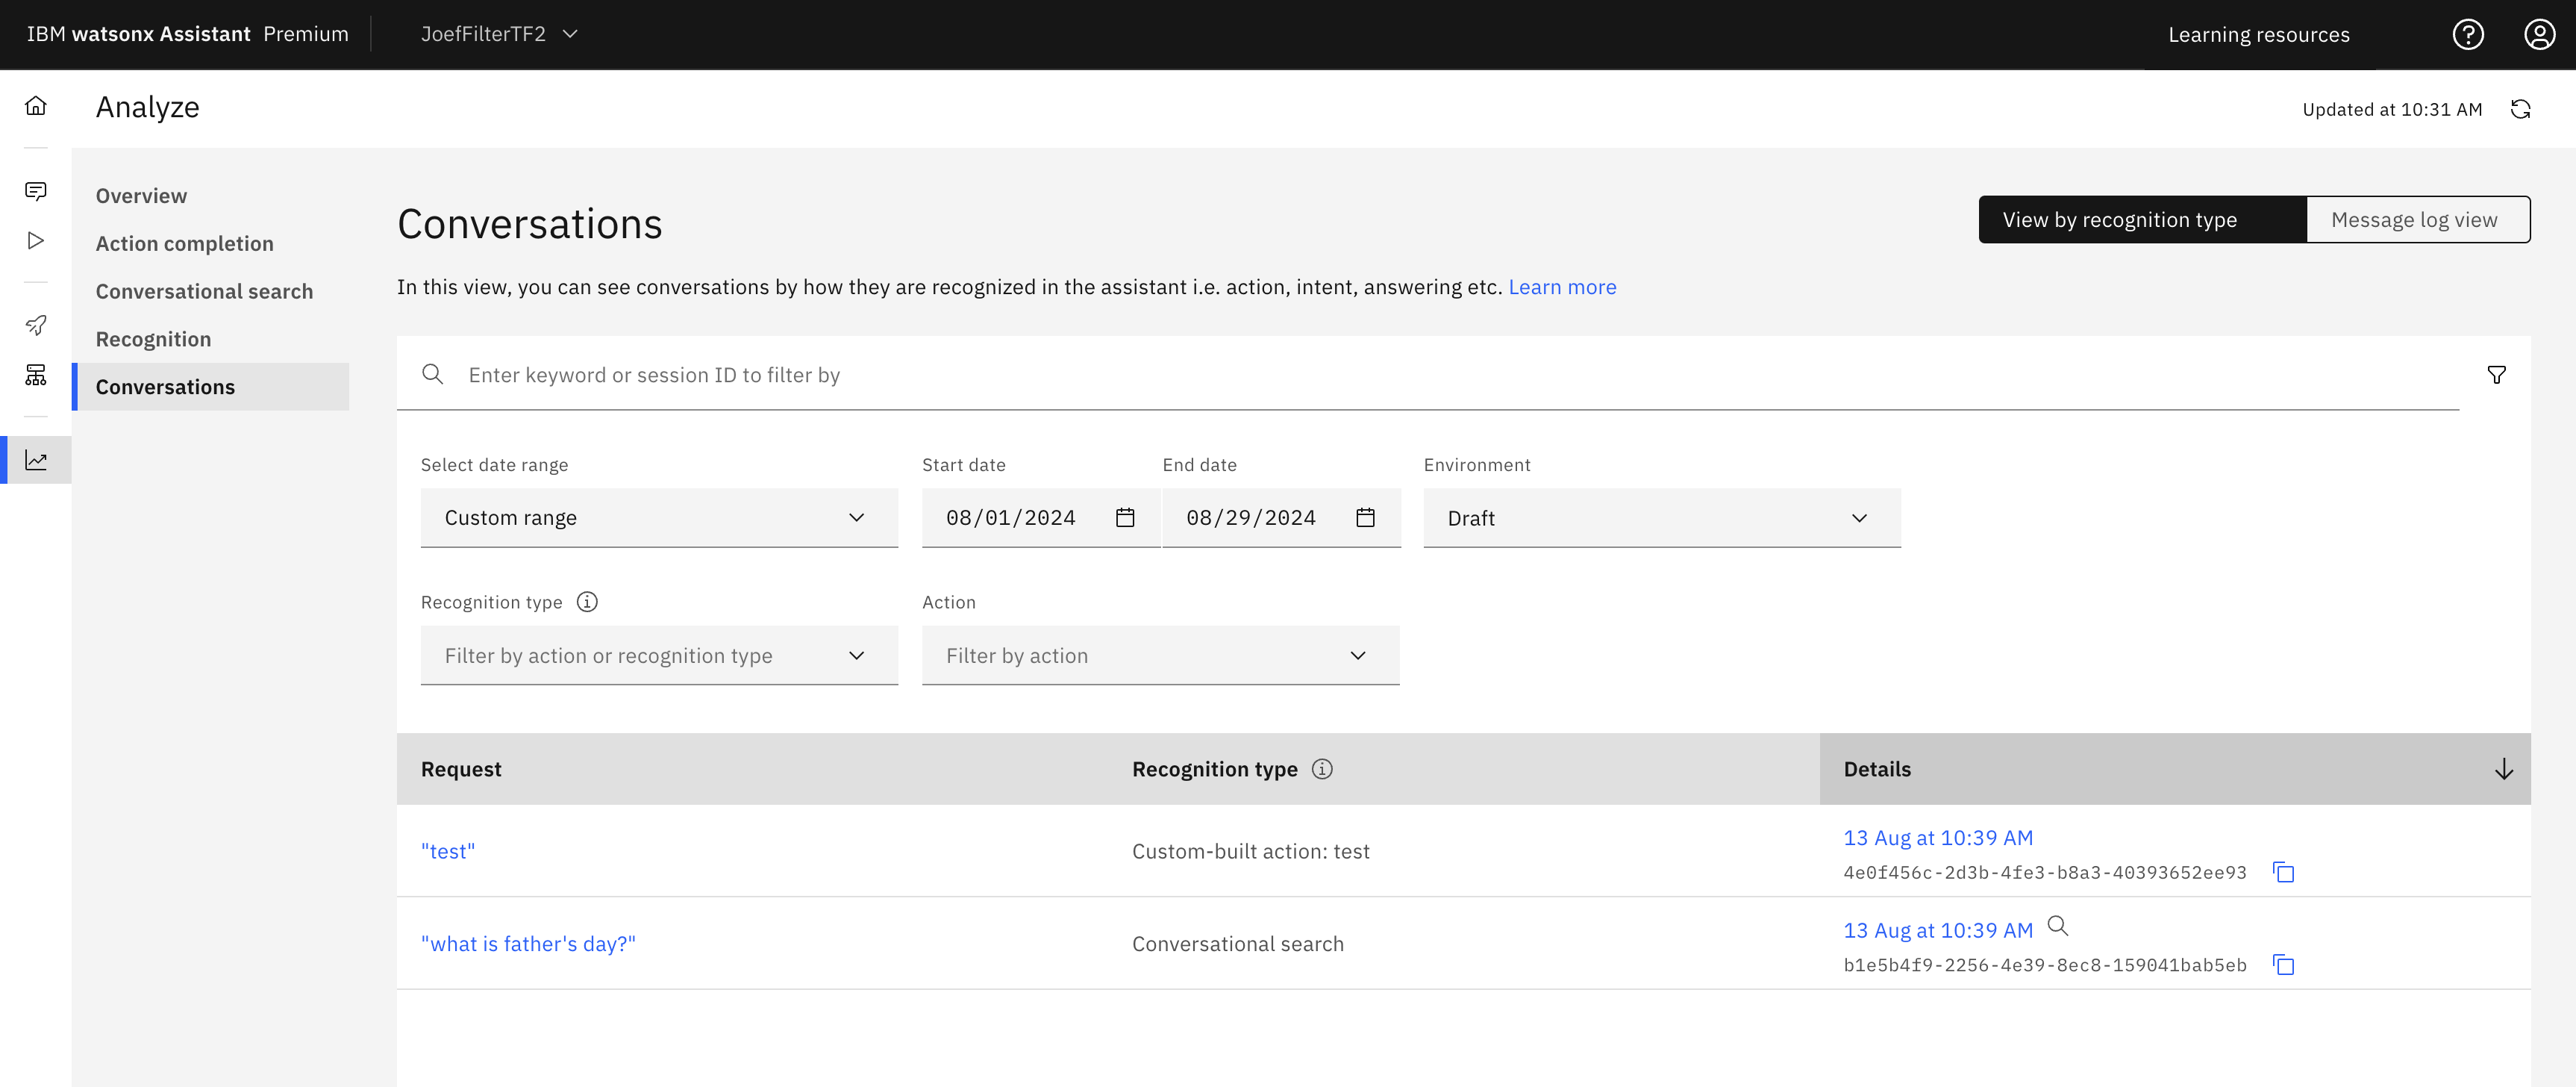 IBM watsonx Assistant Premium JoefFilterTF2 Learning resources
Analyze
Updated at 10:31 AM
Overview
Action completion
Conversational search
Recognition
Conversations
Conversations
View by recognition type
Message log view
In this view, you can see conversations by how they are recognized in the assistant i.e. action, intent, answering etc. Learn more
Enter keyword or session ID to filter by
Select date range Start date End date Environment
Custom range 08/01/2024 08/29/2024 Draft
Recognition type Action
Filter by action or recognition type Filter by action
Request Recognition type Details
"test" Custom-built action: test 13 Aug at 10:39 AM
4e0f456c-2d3b-4fe3-b8a3-40393652ee93
"what is father's day?" Conversational search 13 Aug at 10:39 AM
b1e5b4f9-2256-4e39-8ec8-159041bab5eb